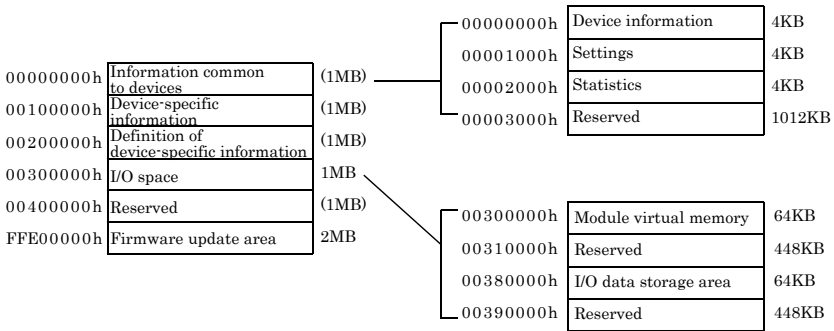 00000000h Information common to devices (1MB)
00100000h Device-specific information (1MB)
00200000h Definition of device-specific information (1MB)
00300000h I/O space 1MB
00400000h Reserved (1MB)
FFE00000h Firmware update area 2MB
00000000h Device information 4KB
00001000h Settings 4KB
00002000h Statistics 4KB
00003000h Reserved 1012KB
00300000h Module virtual memory 64KB
00310000h Reserved 448KB
00380000h I/O data storage area 64KB
00390000h Reserved 448KB